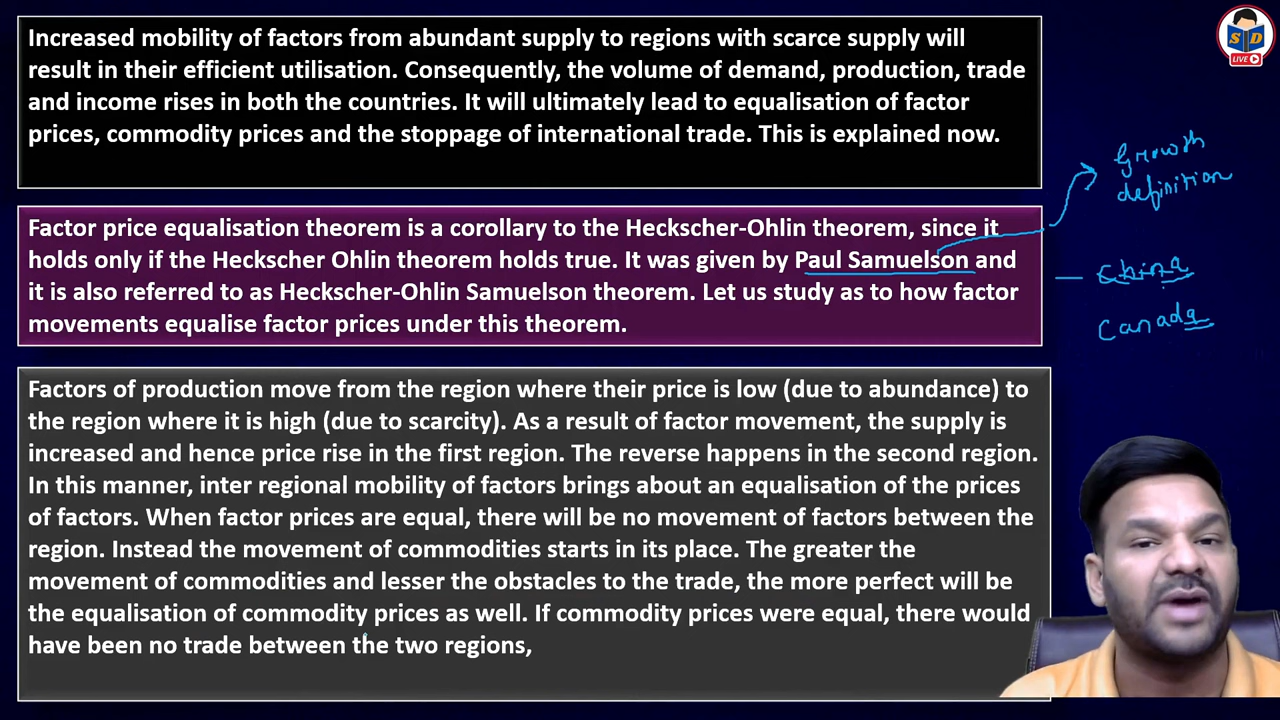 Increased mobility of factors from abundant supply to regions with scarce supply will
result in their efficient utilisation. Consequently, the volume of demand, production, trade
and income rises in both the countries. It will ultimately lead to equalisation of factor
prices, commodity prices and the stoppage of international trade. This is explained now.
Factor price equalisation theorem is a corollary to the Heckscher-Ohlin theorem, since it
holds only if the Heckscher Ohlin theorem holds true. It was given by Paul Samuelson and
it is also referred to as Heckscher-Ohlin Samuelson theorem. Let us study as to how factor
movements equalise factor prices under this theorem.
Factors of production move from the region where their price is low (due to abundance) to
the region where it is high (due to scarcity). As a result of factor movement, the supply is
increased and hence price rise in the first region. The reverse happens in the second region.
In this manner, inter regional mobility of factors brings about an equalisation of the prices
of factors. When factor prices are equal, there will be no movement of factors between the
region. Instead the movement of commodities starts in its place. The greater the
movement of commodities and lesser the obstacles to the trade, the more perfect will be
the equalisation of commodity prices as well. If commodity prices were equal, there would
have been no trade between the two regions,
S D
LIVE
Growth
definition
China
Canada